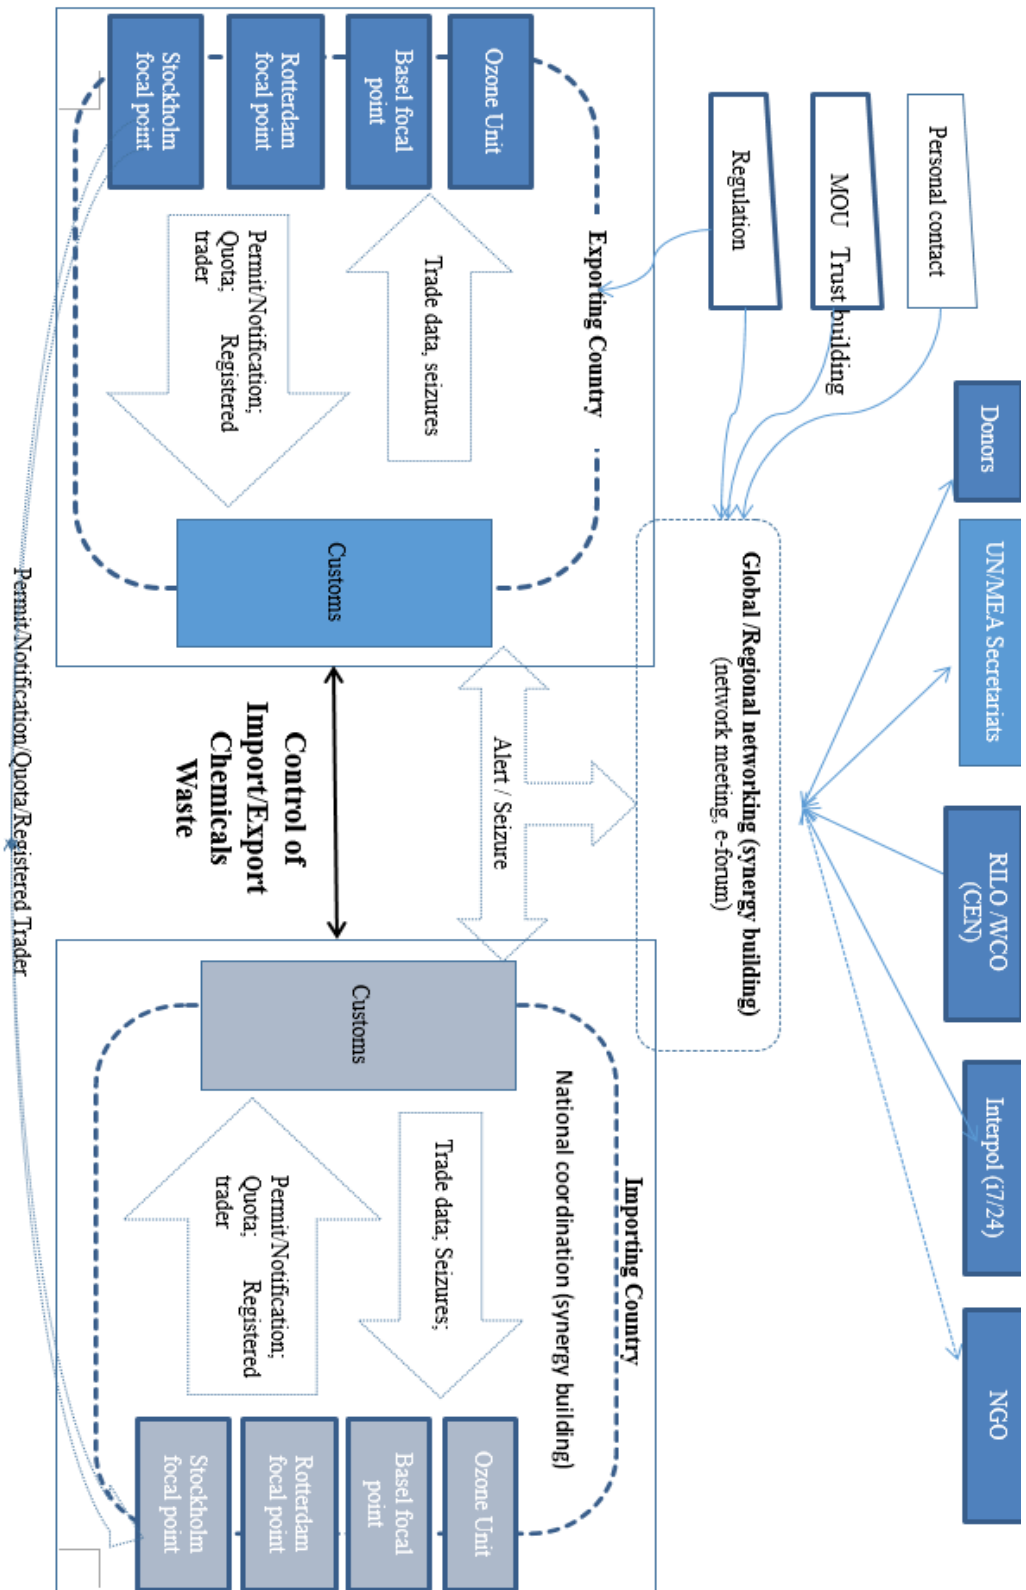 Donors
UN/MEA Secretariats
RILO /WCO
(CEN)
Interpol (i7/24)
NGO
Personal contact
MOU Trust building
Regulation
Global /Regional networking (synergy building)
(network meeting, e-forum)
Exporting Country
Ozone Unit
Basel focal
point
Rotterdam
focal point
Stockholm
focal point
Trade data, seizures
Permit/Notification;
Quota; Registered
trader
Customs
Alert / Seizure
Control of
Import/Export
Chemicals
Waste
Importing Country
National coordination (synergy building)
Customs
Trade data; Seizures;
Permit/Notification;
Quota; Registered
trader
Ozone Unit
Basel focal
point
Rotterdam
focal point
Stockholm
focal point
Permit/Notification/Quota/Registered Trader